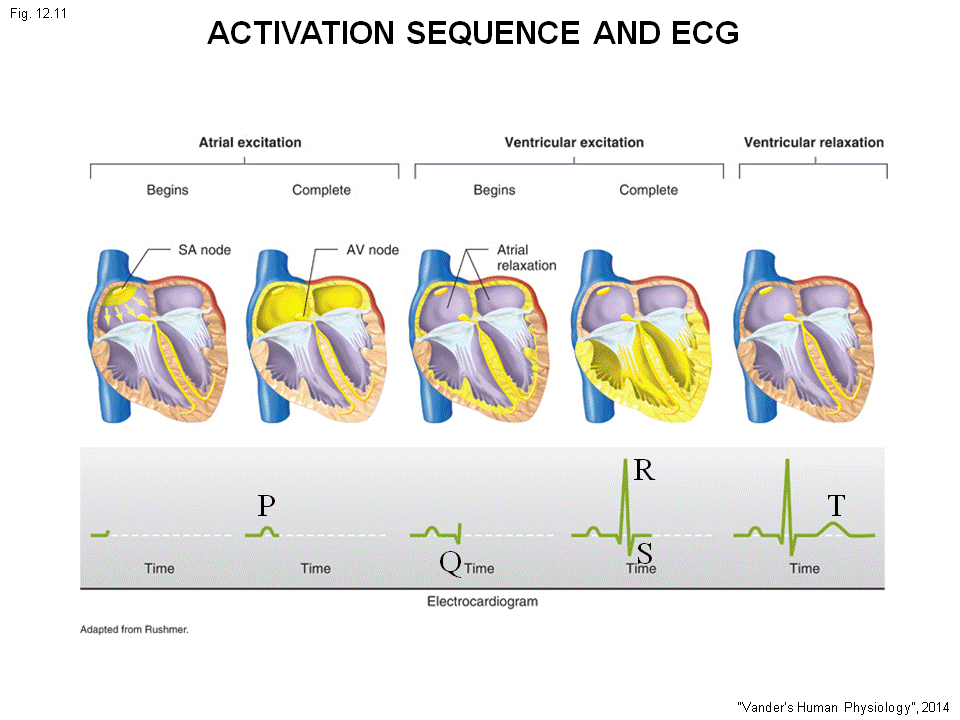 Fig. 12.11
ACTIVATION SEQUENCE AND ECG
Atrial excitation
Ventricular excitation
Ventricular relaxation
Begins
Complete
Begins
Complete
SA node
AV node
Atrial
relaxation
P
Q
R
S
T
Time
Time
Time
Time
Time
Electrocardiogram
Adapted from Rushmer.
"Vander's Human Physiology", 2014